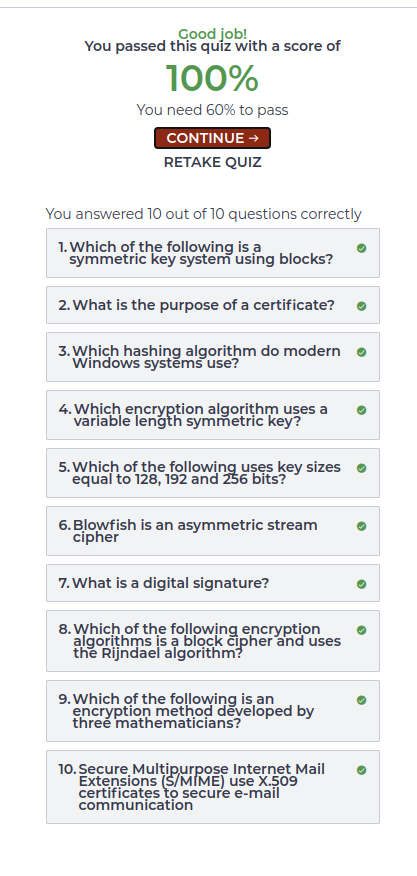 Good job!
You passed this quiz with a score of
100%
You need 60% to pass
CONTINUE →
RETAKE QUIZ
You answered 10 out of 10 questions correctly
1. Which of the following is a
symmetric key system using blocks?
2. What is the purpose of a certificate?
3. Which hashing algorithm do modern
Windows systems use?
4. Which encryption algorithm uses a
variable length symmetric key?
5. Which of the following uses key sizes
equal to 128, 192 and 256 bits?
6. Blowfish is an asymmetric stream
cipher
7. What is a digital signature?
8. Which of the following encryption
algorithms is a block cipher and uses
the Rijndael algorithm?
9. Which of the following is an
encryption method developed by
three mathematicians?
10. Secure Multipurpose Internet Mail
Extensions (S/MIME) use X.509
certificates to secure e-mail
communication